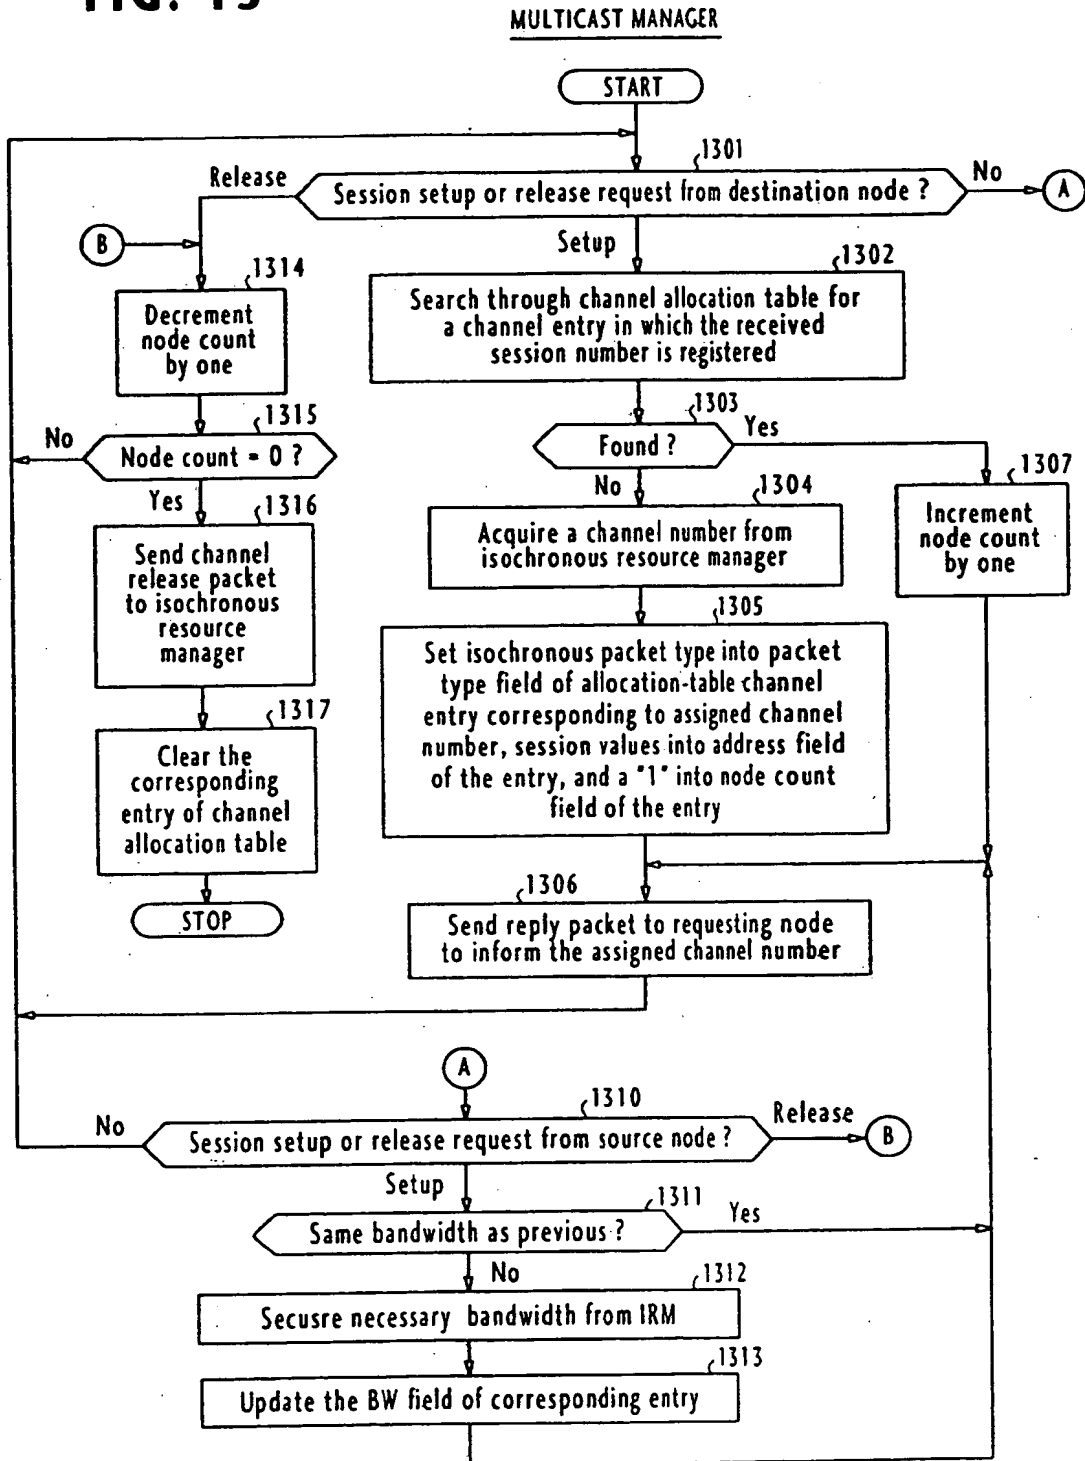 FIG. 13
MULTICAST MANAGER
START
1301
Release
Session setup or release request from destination node ?
No
A
B
Setup
1314
1302
Decrement
node count
by one
Search through channel allocation table for
a channel entry in which the received
session number is registered
1315
1303
No
Node count = 0 ?
Found ?
Yes
1307
Yes
1316
No
1304
Increment
node count
by one
Send channel
release packet
to isochronous
resource
manager
Acquire a channel number from
isochronous resource manager
1305
Set isochronous packet type into packet
type field of allocation-table channel
entry corresponding to assigned channel
number, session values into address field
of the entry, and a "1" into node count
field of the entry
1317
Clear the
corresponding
entry of channel
allocation table
1306
STOP
Send reply packet to requesting node
to inform the assigned channel number
A
1310
No
Session setup or release request from source node ?
Release
B
Setup
1311
Same bandwidth as previous ?
Yes
No
1312
Secusre necessary bandwidth from IRM
1313
Update the BW field of corresponding entry